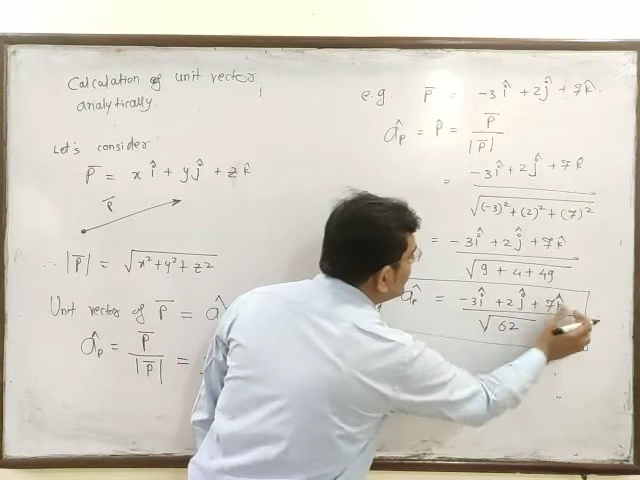 Calculation of unit vector
analytically.
Let's consider
P̅ = x î + y ĵ + z k̂
P̅
∴ |P̅| = √(x² + y² + z²)
Unit vector of P̅ = â
âₚ = P̅ / |P̅| =
e.g. P̅ = -3 î + 2 ĵ + 7 k̂
âₚ = P̂ = P̅ / |P̅|
= (-3 î + 2 ĵ + 7 k̂) / √((-3)² + (2)² + (7)²)
= (-3 î + 2 ĵ + 7 k̂) / √(9 + 4 + 49)
âₚ = (-3 î + 2 ĵ + 7 k̂) / √62